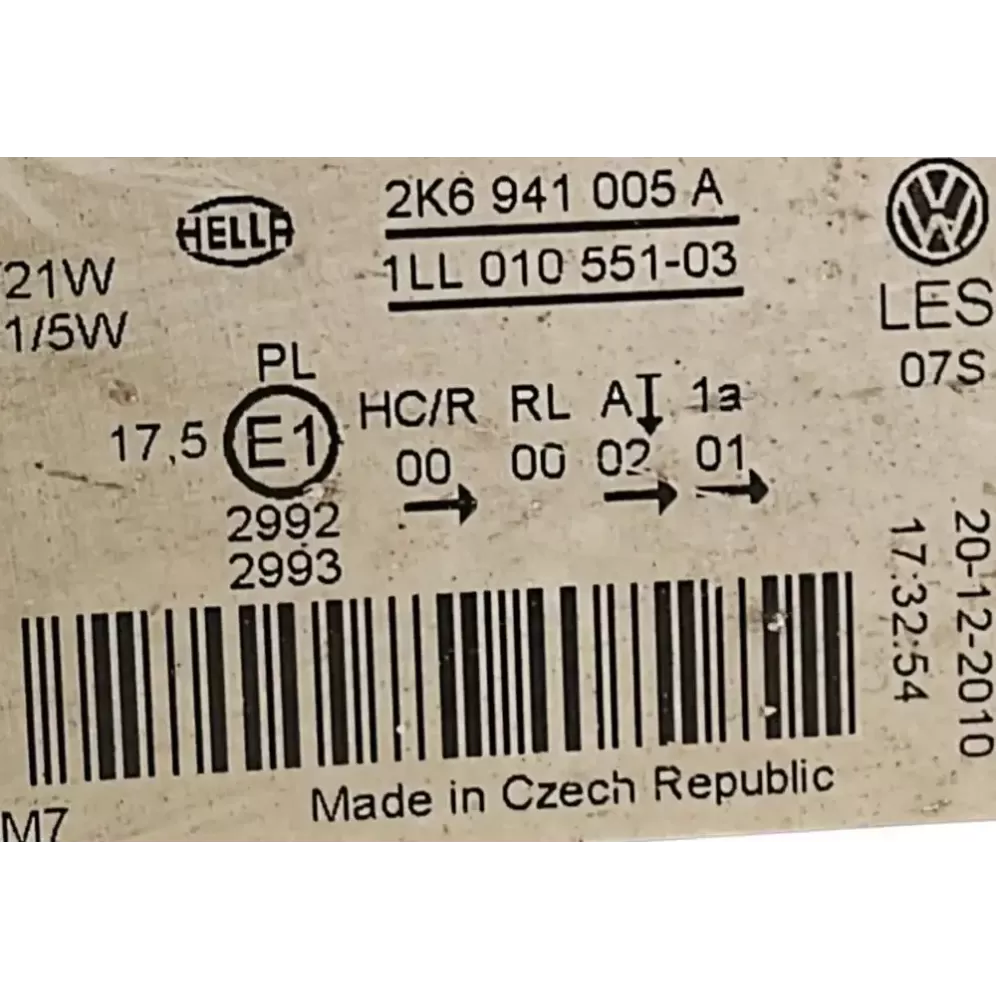 HELLA
2K6 941 005 A
1LL 010 551-03
21W
1/5W
LES
07S
PL
17,5 E1 HC/R RL A 1a
00 00 02 01
2992
2993
17:32:54
20-12-2010
M7
Made in Czech Republic